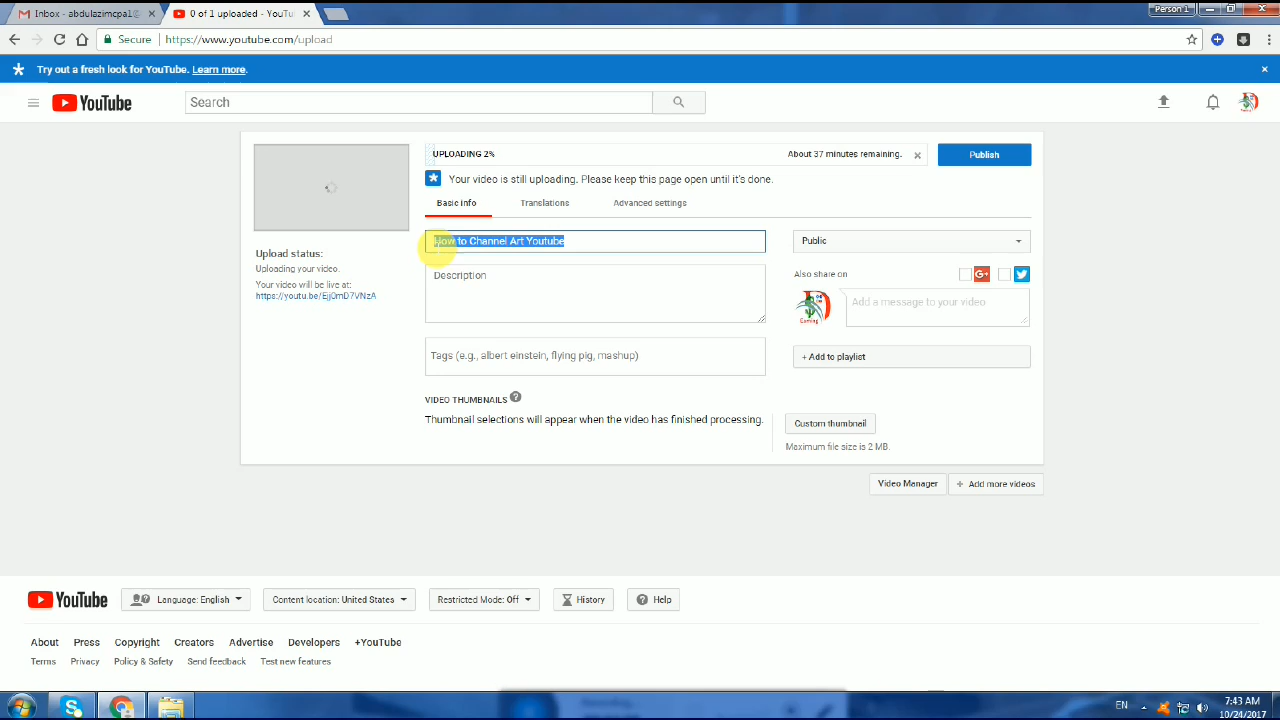 Inbox - abdulazimcpa1@
0 of 1 uploaded - YouTu
Person 1
Secure
https://www.youtube.com/upload
Try out a fresh look for YouTube. Learn more.
YouTube
Search
UPLOADING 2%
About 37 minutes remaining.
Publish
Your video is still uploading. Please keep this page open until it's done.
Basic info
Translations
Advanced settings
How to Channel Art Youtube
Public
Description
Also share on
G+
Gaming
Add a message to your video
Upload status:
Uploading your video.
Your video will be live at:
https://youtu.be/Ejj0mD7VNzA
Tags (e.g., albert einstein, flying pig, mashup)
+ Add to playlist
VIDEO THUMBNAILS ?
Thumbnail selections will appear when the video has finished processing.
Custom thumbnail
Maximum file size is 2 MB.
Video Manager
+ Add more videos
YouTube
Language: English
Content location: United States
Restricted Mode: Off
History
Help
About
Press
Copyright
Creators
Advertise
Developers
+YouTube
Terms
Privacy
Policy & Safety
Send feedback
Test new features
EN
7:43 AM
10/24/2017